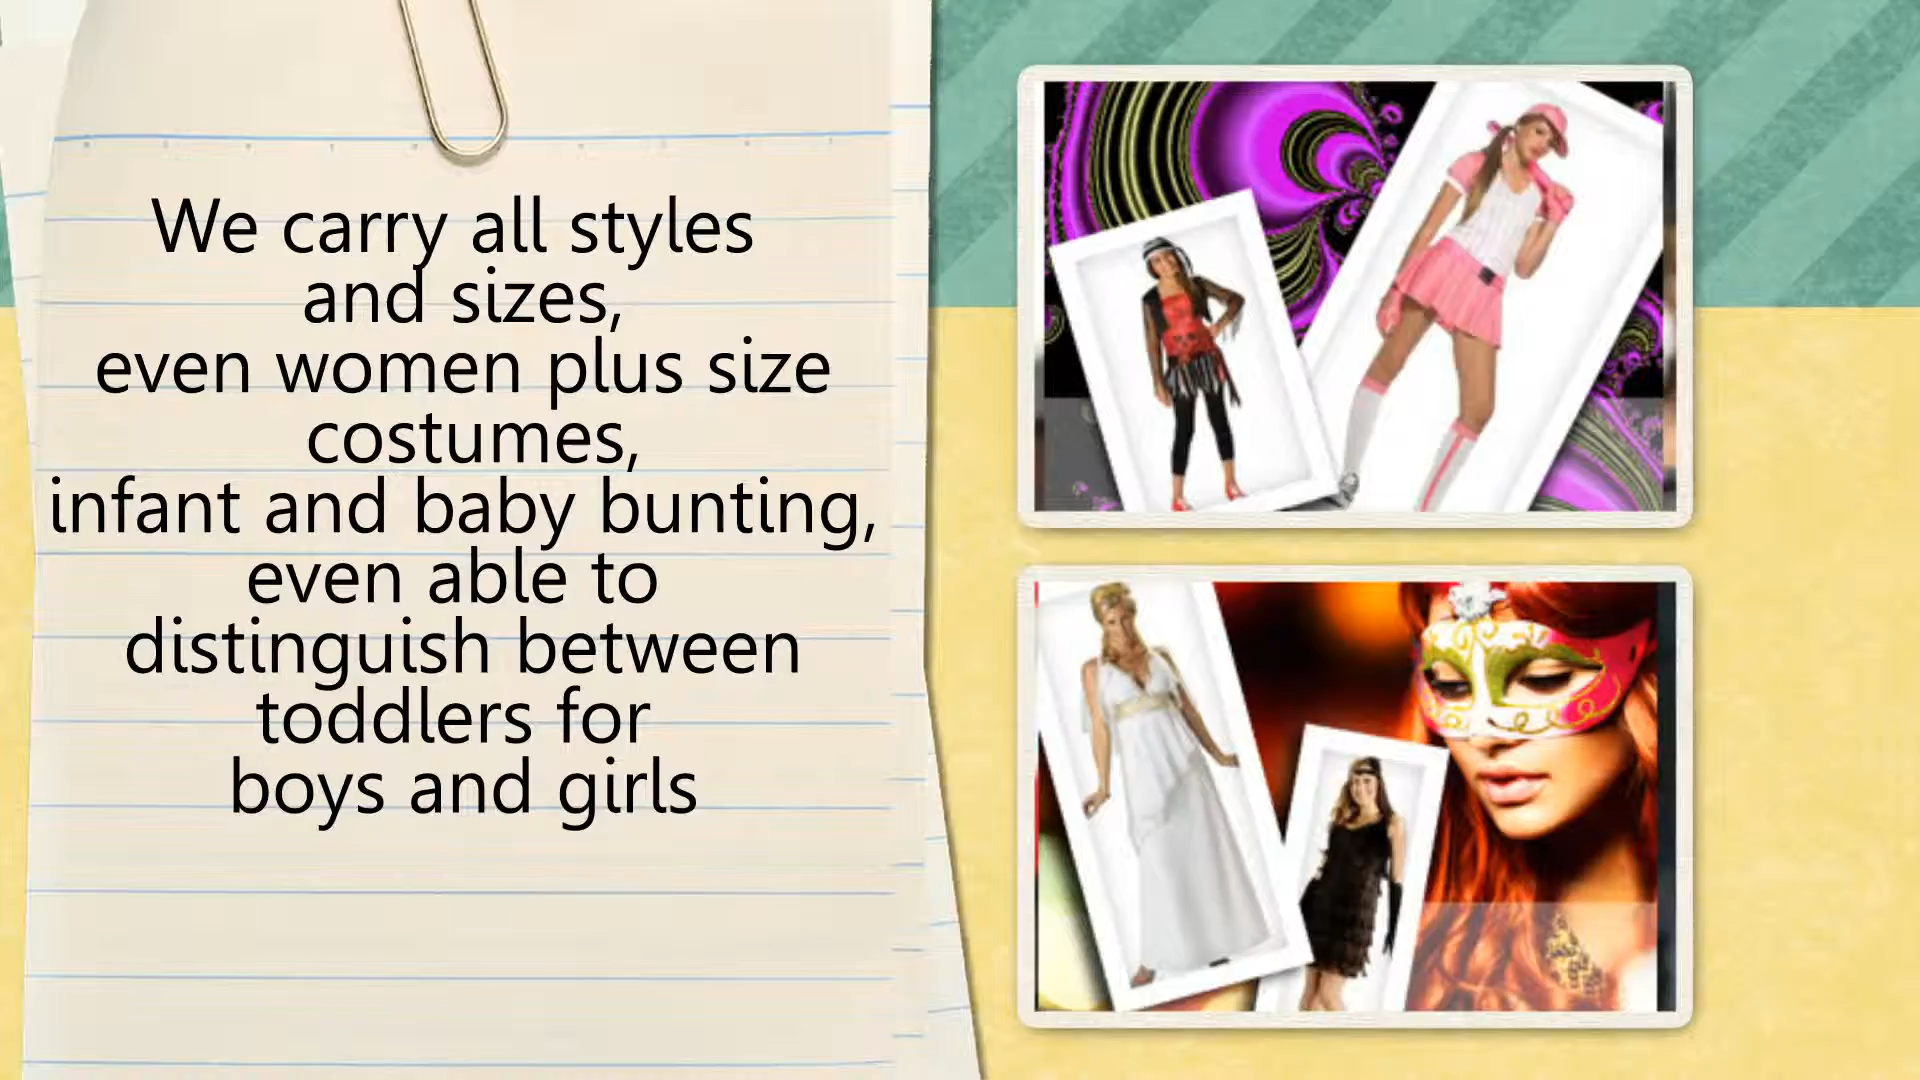 We carry all styles
and sizes,
even women plus size
costumes,
infant and baby bunting,
even able to
distinguish between
toddlers for
boys and girls